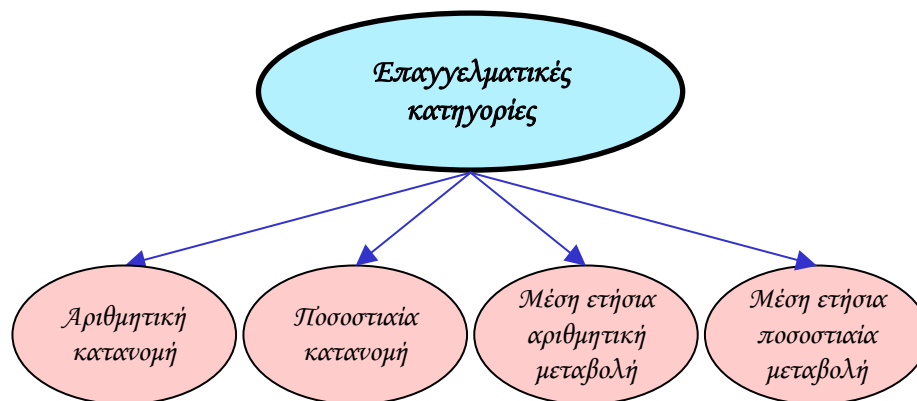 Επαγγελματικές
κατηγορίες
Αριθμητική
κατανομή
Ποσοστιαία
κατανομή
Μέση ετήσια
αριθμητική
μεταβολή
Μέση ετήσια
ποσοστιαία
μεταβολή